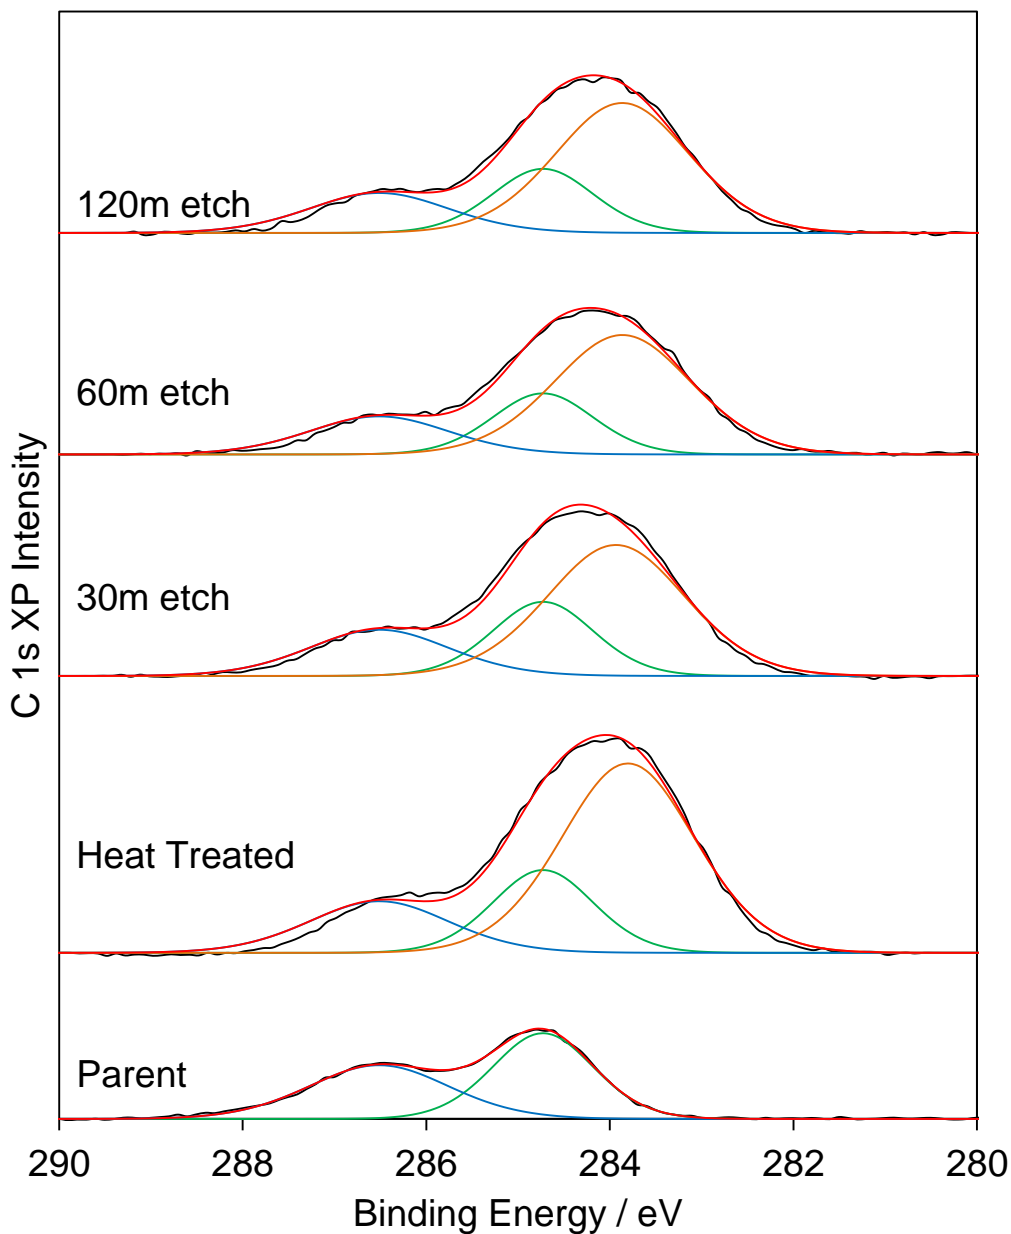 120m etch
60m etch
30m etch
Heat Treated
Parent
C 1s XP Intensity
290 288 286 284 282 280
Binding Energy / eV